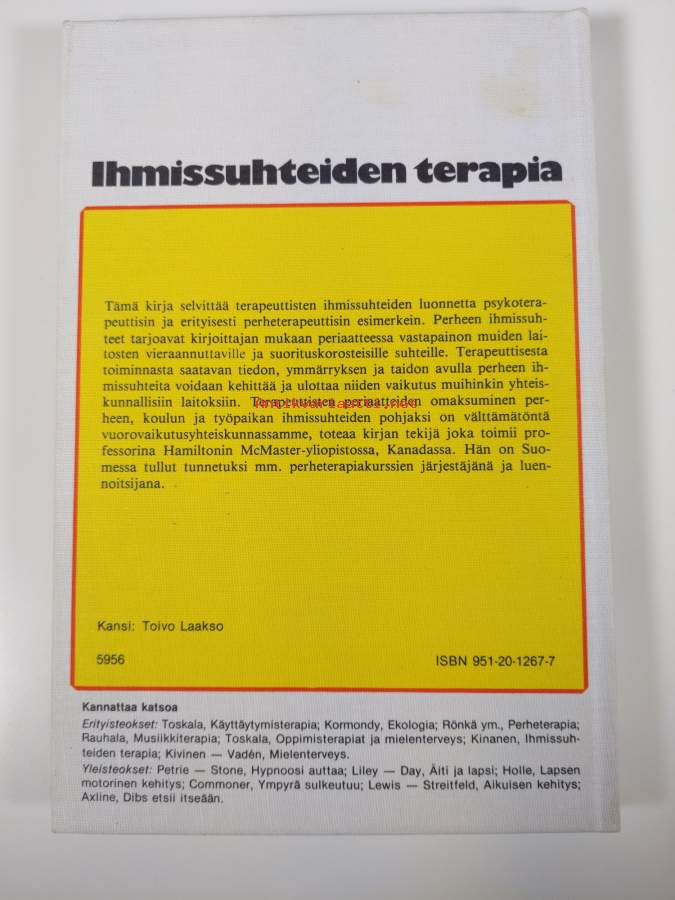 Ihmissuhteiden terapia
Tämä kirja selvittää terapeuttisten ihmissuhteiden luonnetta psykotera-
peuttisin ja erityisesti perheterapeuttisin esimerkein. Perheen ihmissuh-
teet tarjoavat kirjoittajan mukaan periaatteessa vastapainon muiden lai-
tosten vieraannuttaville ja suorituskorosteisille suhteille. Terapeuttisesta
toiminnasta saatavan tiedon, ymmärryksen ja taidon avulla perheen ih-
missuhteita voidaan kehittää ja ulottaa niiden vaikutus muihinkin yhteis-
kunnallisiin laitoksiin. Terapeuttisten periaatteiden omaksuminen per-
heen, koulun ja työpaikan ihmissuhteiden pohjaksi on välttämätöntä
vuorovaikutusyhteiskunnassamme, toteaa kirjan tekijä joka toimii pro-
fessorina Hamiltonin McMaster-yliopistossa, Kanadassa. Hän on Suo-
messa tullut tunnetuksi mm. perheterapiakurssien järjestäjänä ja luen-
noitsijana.
Kansi: Toivo Laakso
5956 ISBN 951-20-1267-7
Kannattaa katsoa
Erityisteokset: Toskala, Käyttäytymisterapia; Kormondy, Ekologia; Rönkä ym., Perheterapia;
Rauhala, Musiikkiterapia; Toskala, Oppimisterapiat ja mielenterveys; Kinanen, Ihmissuh-
teiden terapia; Kivinen — Vadén, Mielenterveys.
Yleisteokset: Petrie — Stone, Hypnoosi auttaa; Liley — Day, Äiti ja lapsi; Holle, Lapsen
motorinen kehitys; Commoner, Ympyrä sulkeutuu; Lewis — Streitfeld, Aikuisen kehitys;
Axline, Dibs etsii itseään.